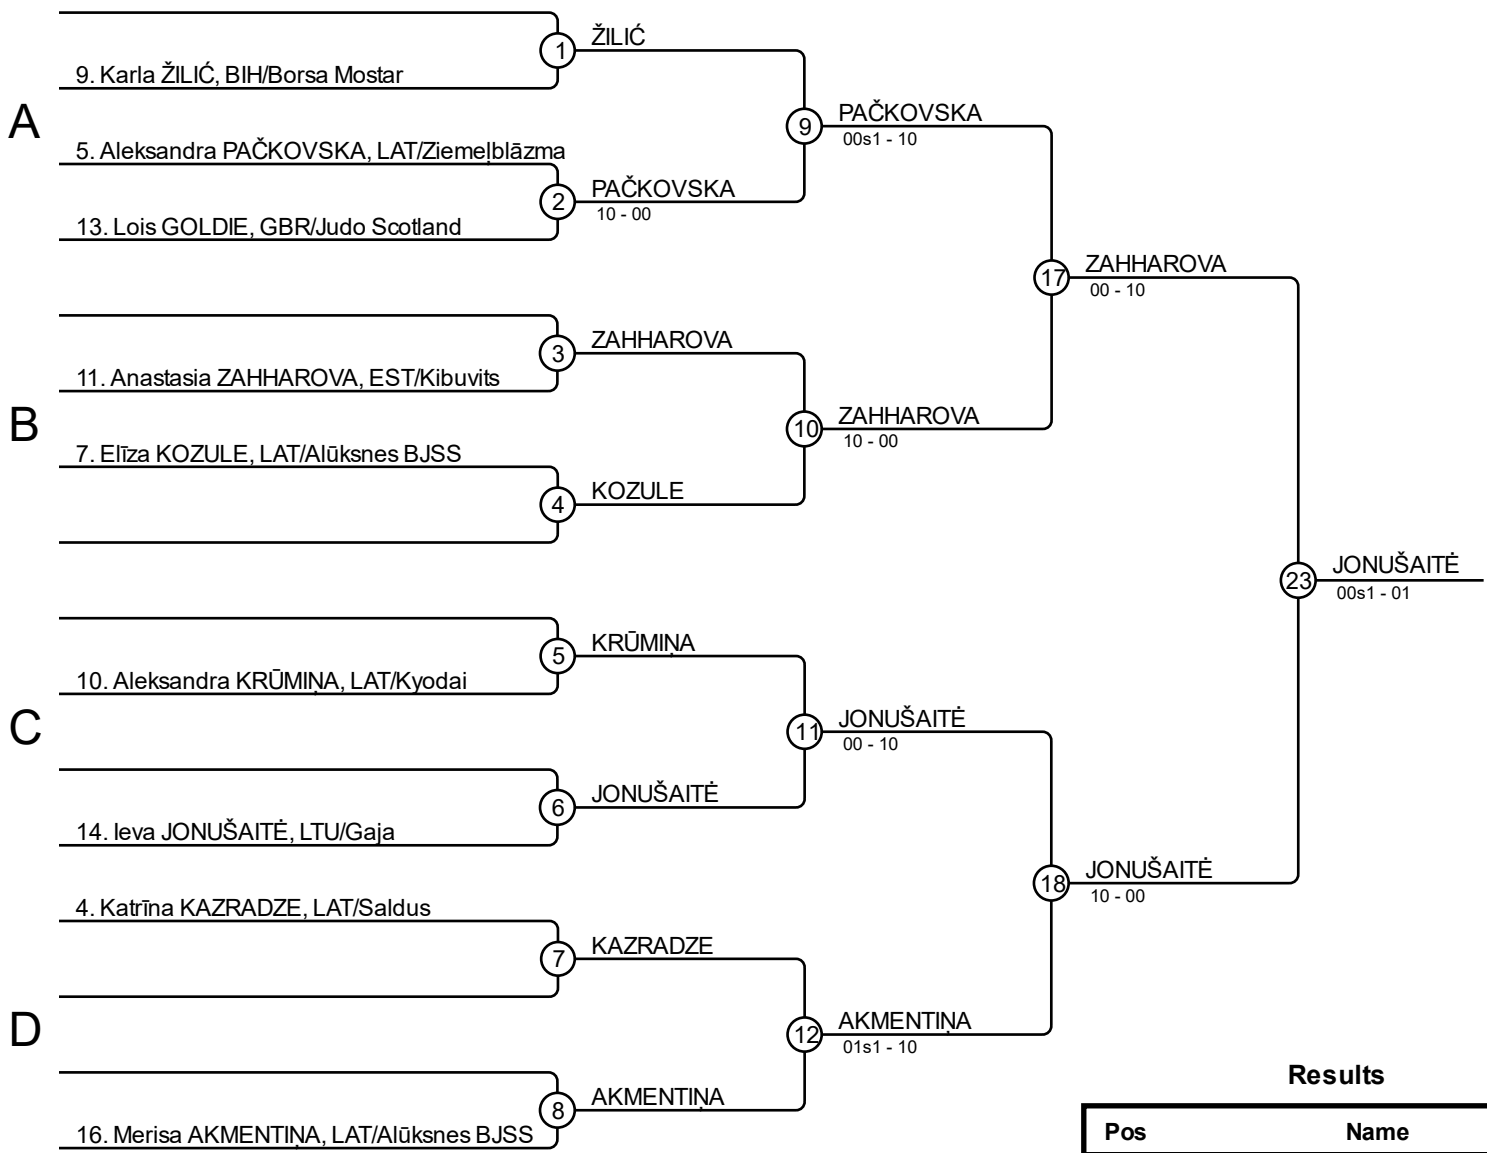 ŽILIĆ
1
9. Karla ŽILIĆ, BIH/Borsa Mostar
A
PAČKOVSKA
9
00s1 - 10
5. Aleksandra PAČKOVSKA, LAT/Ziemeļblāzma
PAČKOVSKA
2
10 - 00
13. Lois GOLDIE, GBR/Judo Scotland
ZAHHAROVA
17
00 - 10
ZAHHAROVA
3
11. Anastasia ZAHHAROVA, EST/Kibuvits
B
ZAHHAROVA
10
10 - 00
7. Elīza KOZULE, LAT/Alūksnes BJSS
KOZULE
4
JONUŠAITĖ
23
00s1 - 01
KRŪMIŅA
5
10. Aleksandra KRŪMIŅA, LAT/Kyodai
C
JONUŠAITĖ
11
00 - 10
JONUŠAITĖ
6
14. Ieva JONUŠAITĖ, LTU/Gaja
JONUŠAITĖ
18
10 - 00
4. Katrīna KAZRADZE, LAT/Saldus
KAZRADZE
7
D
AKMENTIŅA
12
01s1 - 10
AKMENTIŅA
8
16. Merisa AKMENTIŅA, LAT/Alūksnes BJSS
Results
Pos Name